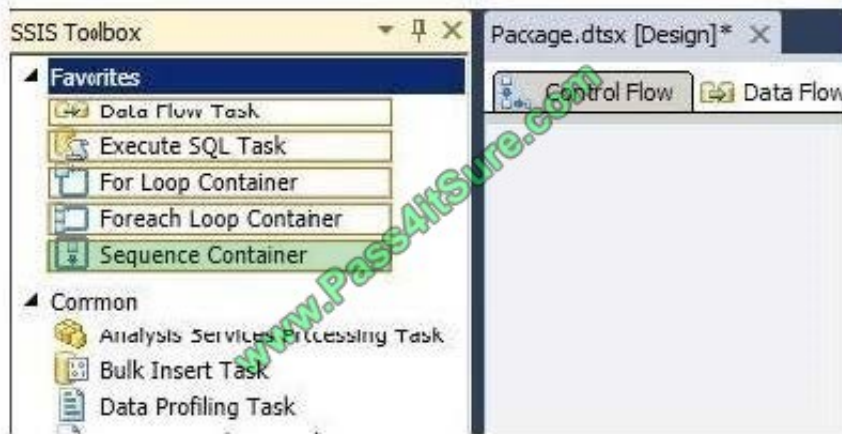 SSIS Toolbox
Package.dtsx [Design]*
Favorites
Control Flow
Data Flow
Data Flow Task
Execute SQL Task
For Loop Container
Foreach Loop Container
Sequence Container
Common
Analysis Services Processing Task
Bulk Insert Task
Data Profiling Task
www.Pass4itSure.com